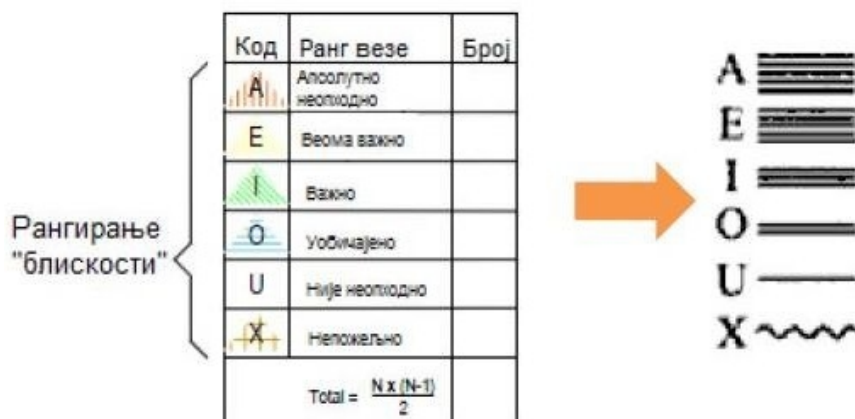 Рангирање
"блискости"
Код Ранг везе Број
A Апсолутно
неопходно
E Веома важно
I Важно
O Уобичајено
U Није неопходно
X Непожељно
Total = N x (N-1)
2
A
E
I
O
U
X